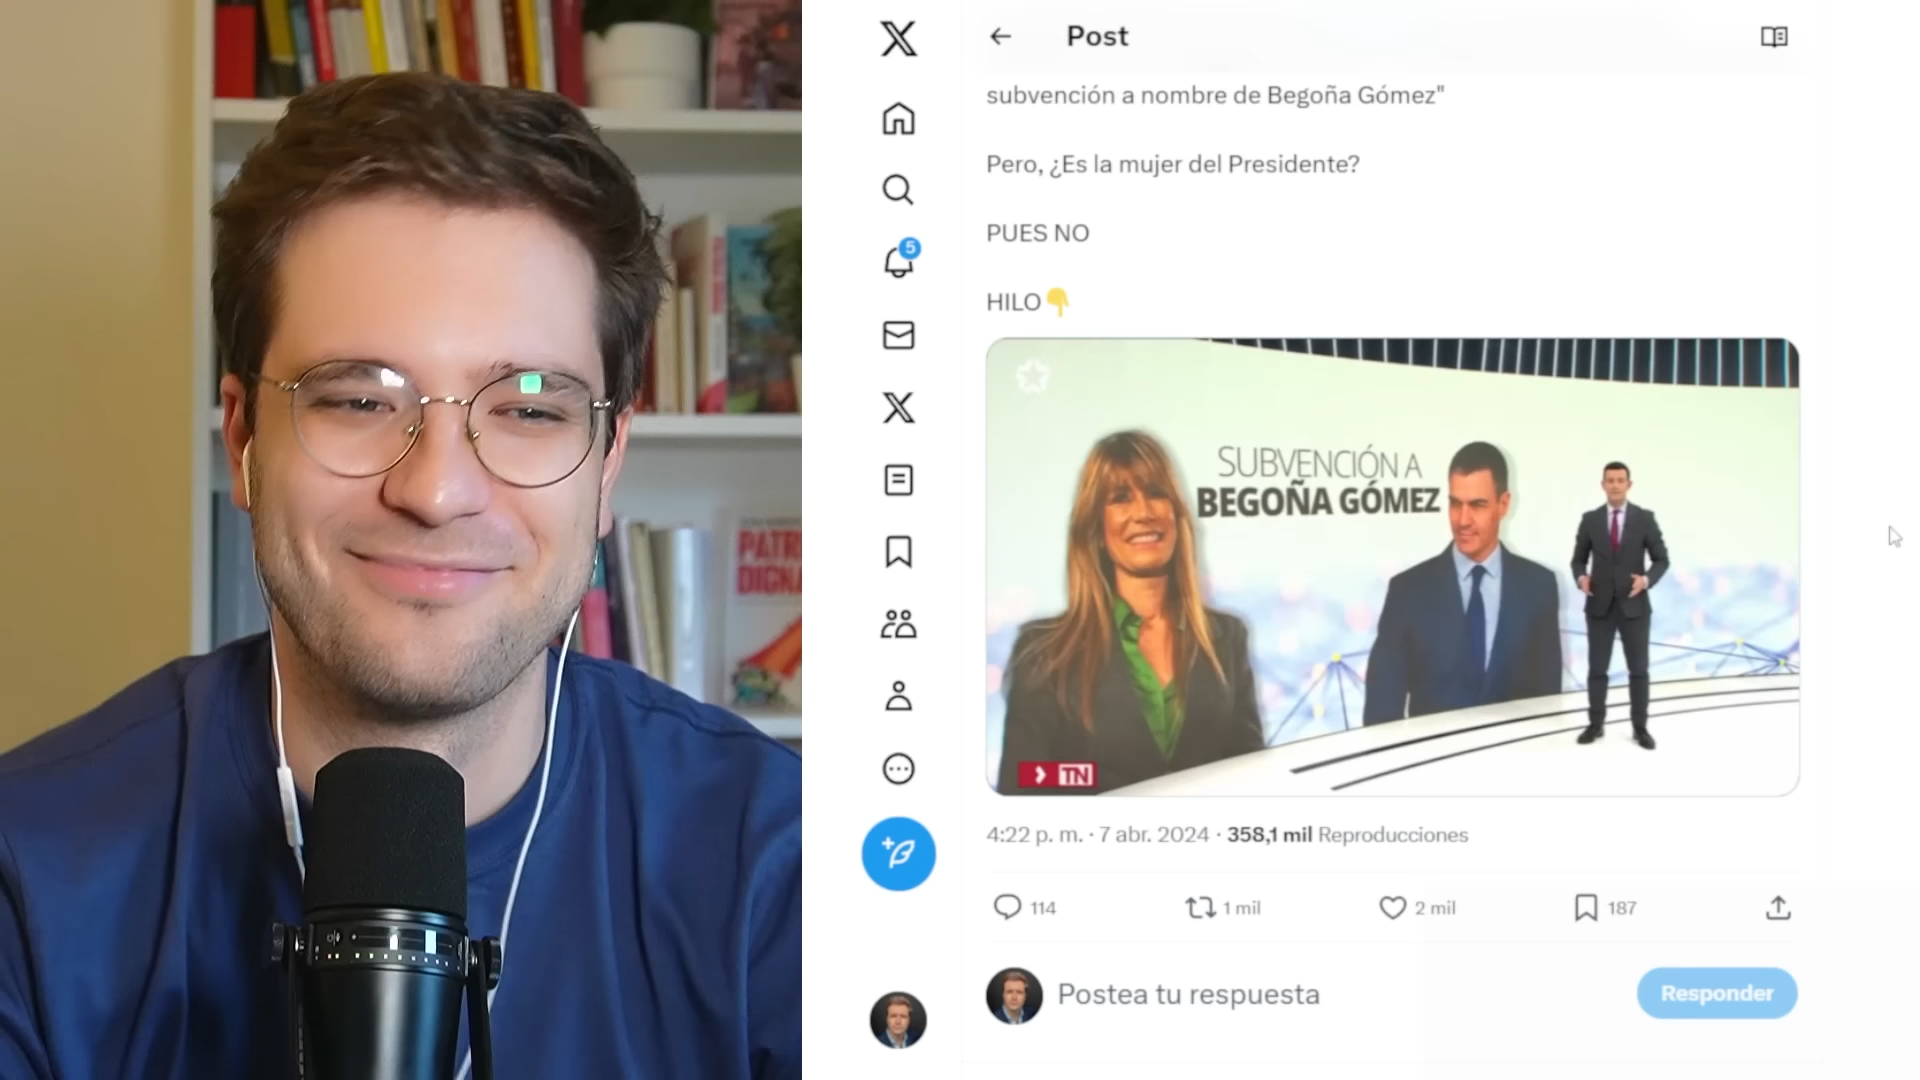 Post
subvención a nombre de Begoña Gómez"
Pero, ¿Es la mujer del Presidente?
PUES NO
HILO👇
SUBVENCIÓN A
BEGOÑA GÓMEZ
TN
4:22 p. m. · 7 abr. 2024 · 358,1 mil Reproducciones
114
1 mil
2 mil
187
Postea tu respuesta
Responder
5